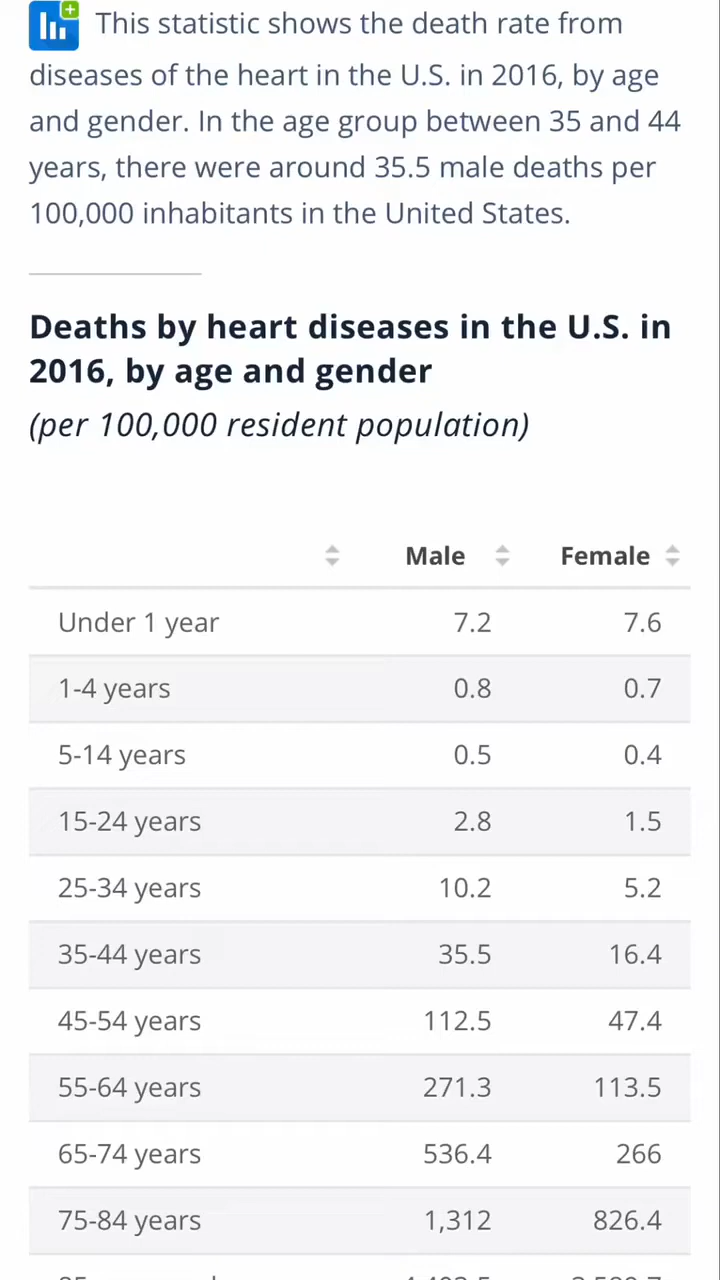 This statistic shows the death rate from
diseases of the heart in the U.S. in 2016, by age
and gender. In the age group between 35 and 44
years, there were around 35.5 male deaths per
100,000 inhabitants in the United States.
Deaths by heart diseases in the U.S. in
2016, by age and gender
(per 100,000 resident population)
Male Female
Under 1 year 7.2 7.6
1-4 years 0.8 0.7
5-14 years 0.5 0.4
15-24 years 2.8 1.5
25-34 years 10.2 5.2
35-44 years 35.5 16.4
45-54 years 112.5 47.4
55-64 years 271.3 113.5
65-74 years 536.4 266
75-84 years 1,312 826.4